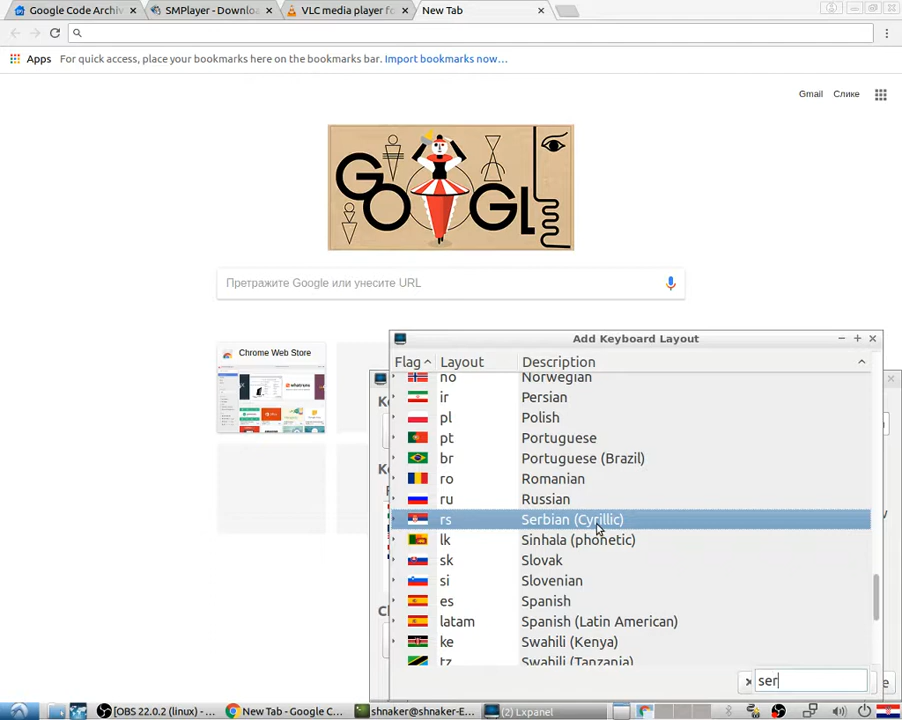 Google Code Archiv
SMPlayer - Downloa
VLC media player fo
New Tab
Apps
For quick access, place your bookmarks here on the bookmarks bar. Import bookmarks now…
Gmail
Слике
GOOGL
Претражите Google или унесите URL
Chrome Web Store
Add Keyboard Layout
Flag
Layout
Description
no Norwegian
ir Persian
pl Polish
pt Portuguese
br Portuguese (Brazil)
ro Romanian
ru Russian
rs Serbian (Cyrillic)
lk Sinhala (phonetic)
sk Slovak
si Slovenian
es Spanish
latam Spanish (Latin American)
ke Swahili (Kenya)
tz Swahili (Tanzania)
ser
[OBS 22.0.2 (linux) - ...
New Tab - Google C...
shnaker@shnaker-E...
(2) Lxpanel